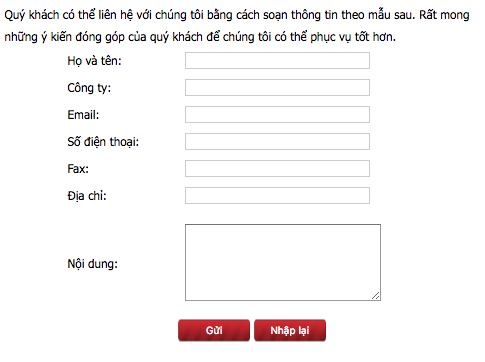 Quý khách có thể liên hệ với chúng tôi bằng cách soạn thông tin theo mẫu sau. Rất mong
những ý kiến đóng góp của quý khách để chúng tôi có thể phục vụ tốt hơn.
Họ và tên:
Công ty:
Email:
Số điện thoại:
Fax:
Địa chỉ:
Nội dung:
Gửi Nhập lại